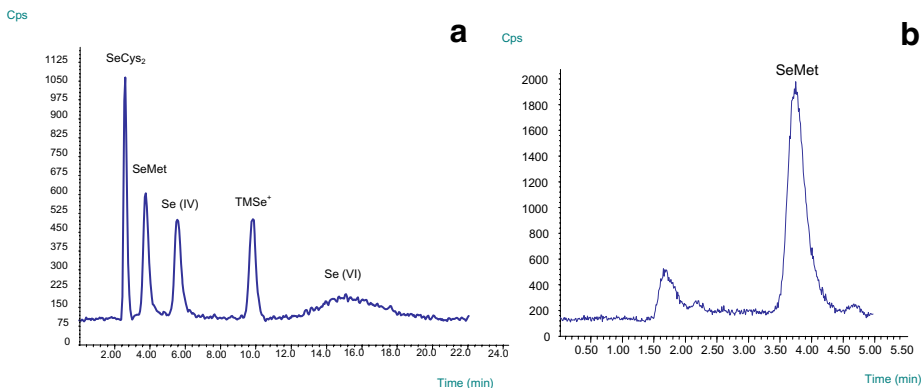 Cps
a
1125
1050
975
900
825
750
675
600
525
450
375
300
225
150
75
0
SeCys₂
SeMet
Se (IV)
TMSe⁺
Se (VI)
2.00 4.00 6.00 8.00 10.0 12.0 14.0 16.0 18.0 20.0 22.0 24.0
Time (min)
Cps
b
2000
1800
1600
1400
1200
1000
800
600
400
200
0
SeMet
0.50 1.00 1.50 2.00 2.50 3.00 3.50 4.00 4.50 5.00 5.50
Time (min)